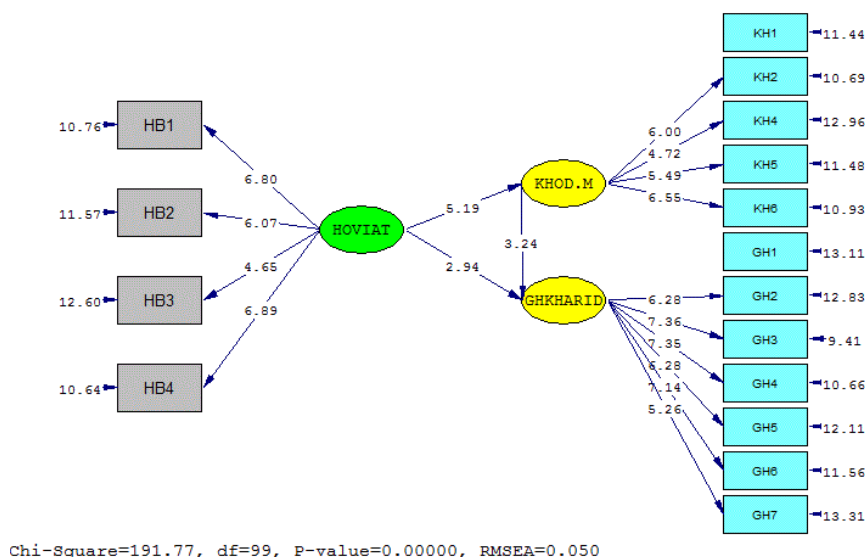 KH1
11.44
KH2
10.69
10.76
HB1
6.00
KH4
12.96
4.72
6.80
KHOD.M
5.49
KH5
11.48
6.55
11.57
HB2
5.19
KH6
10.93
6.07
HOVIAT
3.24
GH1
13.11
4.65
2.94
12.60
HB3
GHKHARID
6.28
GH2
12.83
7.36
6.89
7.35
GH3
9.41
6.28
10.64
HB4
7.14
GH4
10.66
5.26
GH5
12.11
GH6
11.56
GH7
13.31
Chi-Square=191.77, df=99, P-value=0.00000, RMSEA=0.050